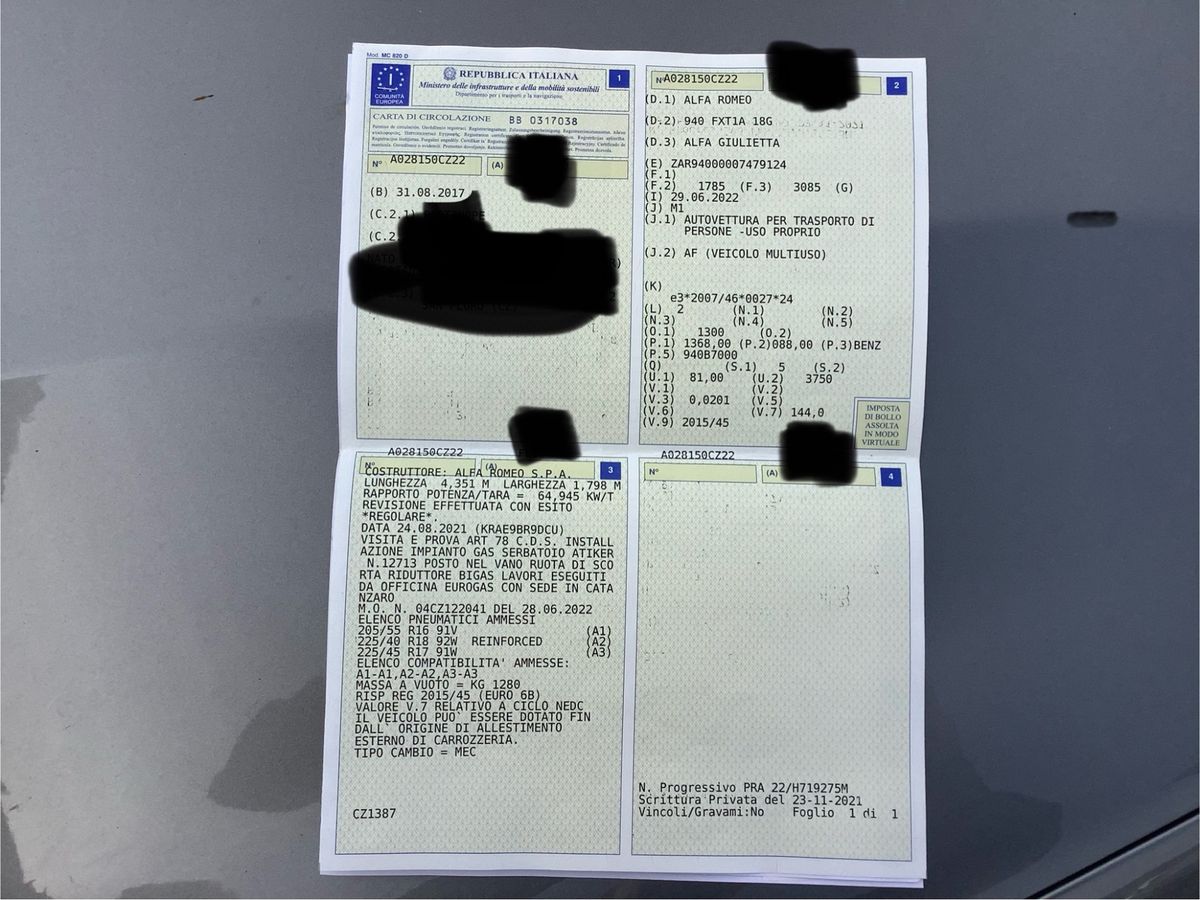 Mod. MC 820 D
COMUNITÀ
EUROPEA
I
REPUBBLICA ITALIANA
Ministero delle infrastrutture e della mobilità sostenibili
Dipartimento per i trasporti e la navigazione
1
CARTA DI CIRCOLAZIONE BB 0317038
N° A028150CZ22 (A)
(B) 31.08.2017
(C.2.1)
(C.2
NATO
SAN PIETRO (CZ)
N° A028150CZ22
2
(D.1) ALFA ROMEO
(D.2) 940 FXT1A 18G
(D.3) ALFA GIULIETTA
(E) ZAR94000007479124
(F.1)
(F.2) 1785 (F.3) 3085 (G)
(I) 29.06.2022
(J) M1
(J.1) AUTOVETTURA PER TRASPORTO DI
PERSONE -USO PROPRIO
(J.2) AF (VEICOLO MULTIUSO)
(K)
e3*2007/46*0027*24
(L) 2 (N.1) (N.2)
(N.3) (N.4) (N.5)
(O.1) 1300 (O.2)
(P.1) 1368,00 (P.2)088,00 (P.3)BENZ
(P.5) 940B7000
(Q) (S.1) 5 (S.2)
(U.1) 81,00 (U.2) 3750
(V.1) (V.2)
(V.3) 0,0201 (V.5)
(V.6) (V.7) 144,0
(V.9) 2015/45
IMPOSTA
DI BOLLO
ASSOLTA
IN MODO
VIRTUALE
A028150CZ22
N° (A)
3
COSTRUTTORE: ALFA ROMEO S.P.A.
LUNGHEZZA 4,351 M LARGHEZZA 1,798 M
RAPPORTO POTENZA/TARA = 64,945 KW/T
REVISIONE EFFETTUATA CON ESITO
*REGOLARE*.
DATA 24.08.2021 (KRAE9BR9DCU)
VISITA E PROVA ART 78 C.D.S. INSTALL
AZIONE IMPIANTO GAS SERBATOIO ATIKER
N.12713 POSTO NEL VANO RUOTA DI SCO
RTA RIDUTTORE BIGAS LAVORI ESEGUITI
DA OFFICINA EUROGAS CON SEDE IN CATA
NZARO
M.O. N. 04CZ122041 DEL 28.06.2022
ELENCO PNEUMATICI AMMESSI
205/55 R16 91V (A1)
225/40 R18 92W REINFORCED (A2)
225/45 R17 91W (A3)
ELENCO COMPATIBILITA' AMMESSE:
A1-A1,A2-A2,A3-A3
MASSA A VUOTO = KG 1280
RISP REG 2015/45 (EURO 6B)
VALORE V.7 RELATIVO A CICLO NEDC
IL VEICOLO PUO` ESSERE DOTATO FIN
DALL` ORIGINE DI ALLESTIMENTO
ESTERNO DI CARROZZERIA.
TIPO CAMBIO = MEC
CZ1387
A028150CZ22
N° (A)
4
N. Progressivo PRA 22/H719275M
Scrittura Privata del 23-11-2021
Vincoli/Gravami:No Foglio 1 di 1